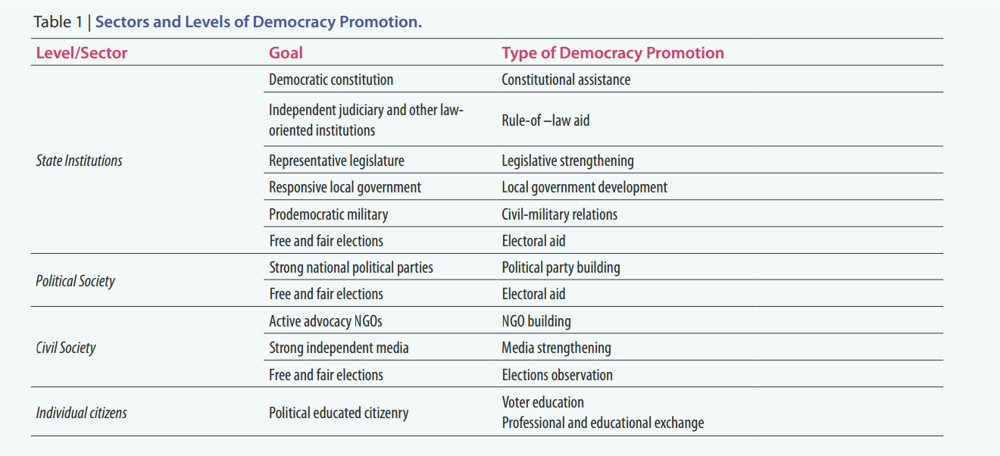 Table 1 | Sectors and Levels of Democracy Promotion.
Level/Sector Goal Type of Democracy Promotion
State Institutions
Democratic constitution Constitutional assistance
Independent judiciary and other law-
oriented institutions
Rule-of –law aid
Representative legislature Legislative strengthening
Responsive local government Local government development
Prodemocratic military Civil-military relations
Free and fair elections Electoral aid
Political Society
Strong national political parties Political party building
Free and fair elections Electoral aid
Civil Society
Active advocacy NGOs NGO building
Strong independent media Media strengthening
Free and fair elections Elections observation
Individual citizens
Political educated citizenry
Voter education
Professional and educational exchange